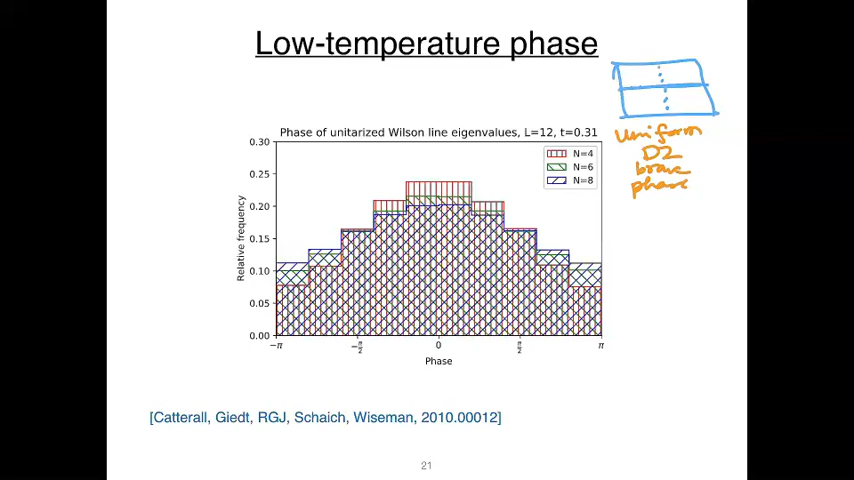 Low-temperature phase
Phase of unitarized Wilson line eigenvalues, L=12, t=0.31
0.30
0.25
0.20
0.15
0.10
0.05
0.00
Relative frequency
N=4
N=6
N=8
−π
−π/2
0
π/2
π
Phase
uniform
D2
brane
phase
[Catterall, Giedt, RGJ, Schaich, Wiseman, 2010.00012]
21